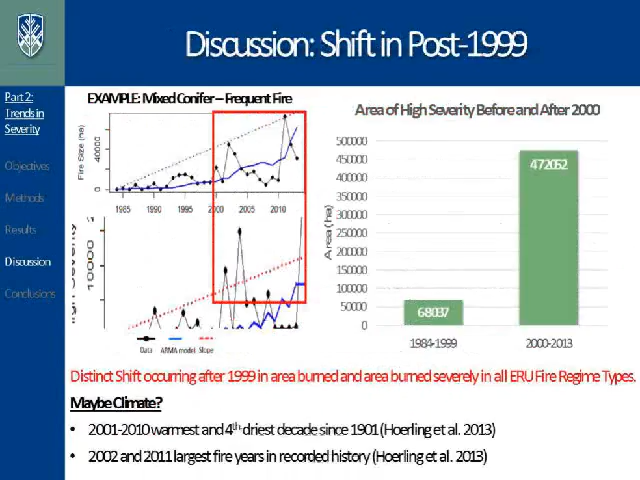 Discussion: Shift in Post-1999
Part 2:
Trends in
Severity
Objectives
Methods
Results
Discussion
Conclusions
EXAMPLE: Mixed Conifer – Frequent Fire
Fire Size (ha)
40000
0
1985 1990 1995 2000 2005 2010
Severity
10000
Data ARMA model Slope
Area of High Severity Before and After 2000
Area (ha)
500000
450000
400000
350000
300000
250000
200000
150000
100000
50000
0
68037
472052
1984-1999 2000-2013
Distinct Shift occurring after 1999 in area burned and area burned severely in all ERU Fire Regime Types.
Maybe Climate?
• 2001-2010 warmest and 4th driest decade since 1901 (Hoerling et al. 2013)
• 2002 and 2011 largest fire years in recorded history (Hoerling et al. 2013)